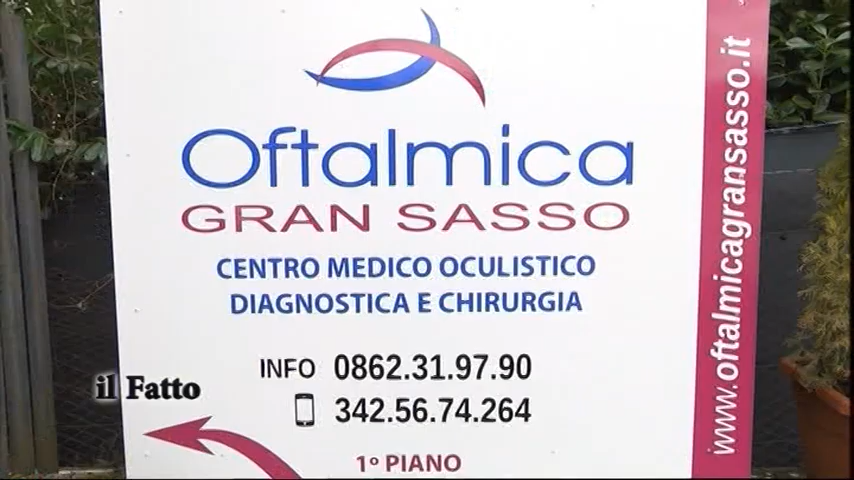 Oftalmica
GRAN SASSO
CENTRO MEDICO OCULISTICO
DIAGNOSTICA E CHIRURGIA
INFO 0862.31.97.90
342.56.74.264
1º PIANO
www.oftalmicagransasso.it
il Fatto